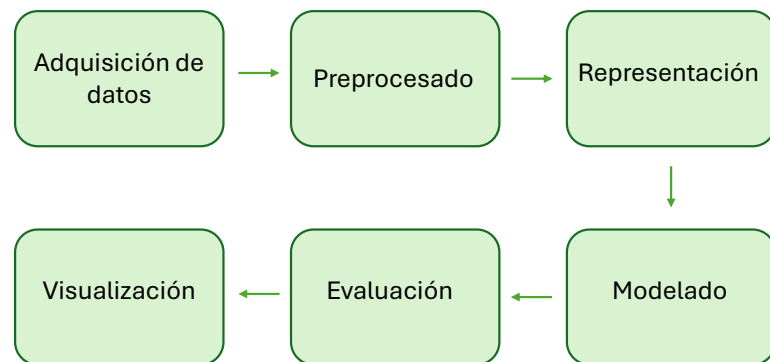 Adquisición de
datos
Preprocesado
Representación
Modelado
Evaluación
Visualización